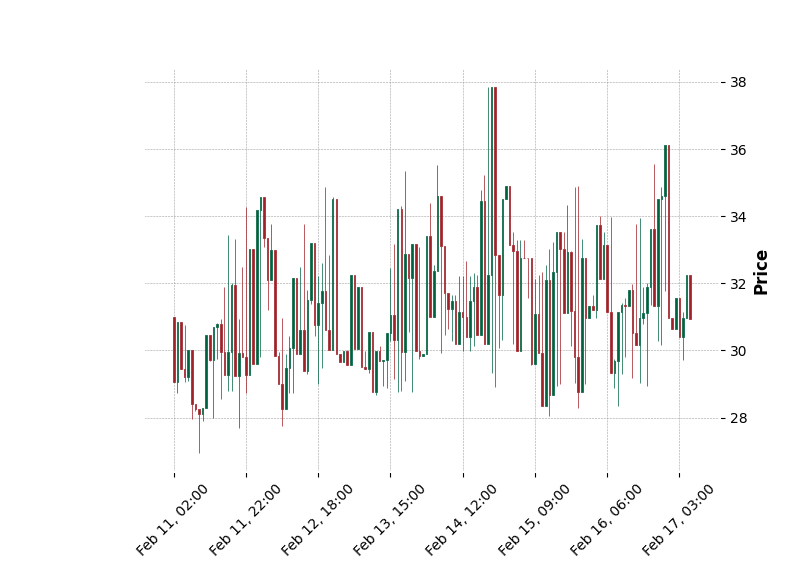 38
36
34
32
30
28
Price
Feb 11, 02:00
Feb 11, 22:00
Feb 12, 18:00
Feb 13, 15:00
Feb 14, 12:00
Feb 15, 09:00
Feb 16, 06:00
Feb 17, 03:00